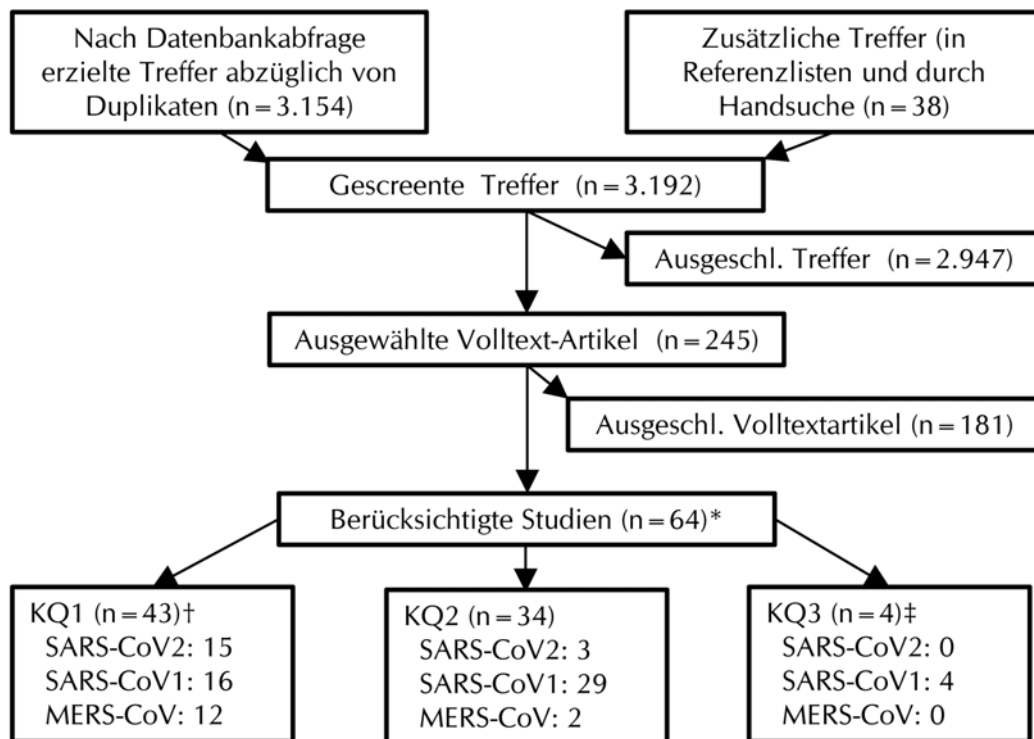 Nach Datenbankabfrage
erzielte Treffer abzüglich von
Duplikaten (n = 3.154)
Zusätzliche Treffer (in
Referenzlisten und durch
Handsuche (n = 38)
Gescreente Treffer (n = 3.192)
Ausgeschl. Treffer (n = 2.947)
Ausgewählte Volltext-Artikel (n = 245)
Ausgeschl. Volltextartikel (n = 181)
Berücksichtigte Studien (n = 64)*
KQ1 (n = 43)†
SARS-CoV2: 15
SARS-CoV1: 16
MERS-CoV: 12
KQ2 (n = 34)
SARS-CoV2: 3
SARS-CoV1: 29
MERS-CoV: 2
KQ3 (n = 4)‡
SARS-CoV2: 0
SARS-CoV1: 4
MERS-CoV: 0